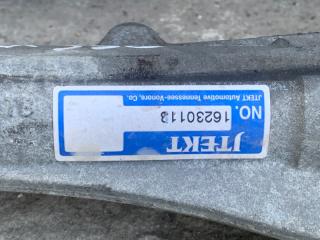 JTEKT
NO. 16230113
JTEKT Automotive Tennessee-Vonore, Co.